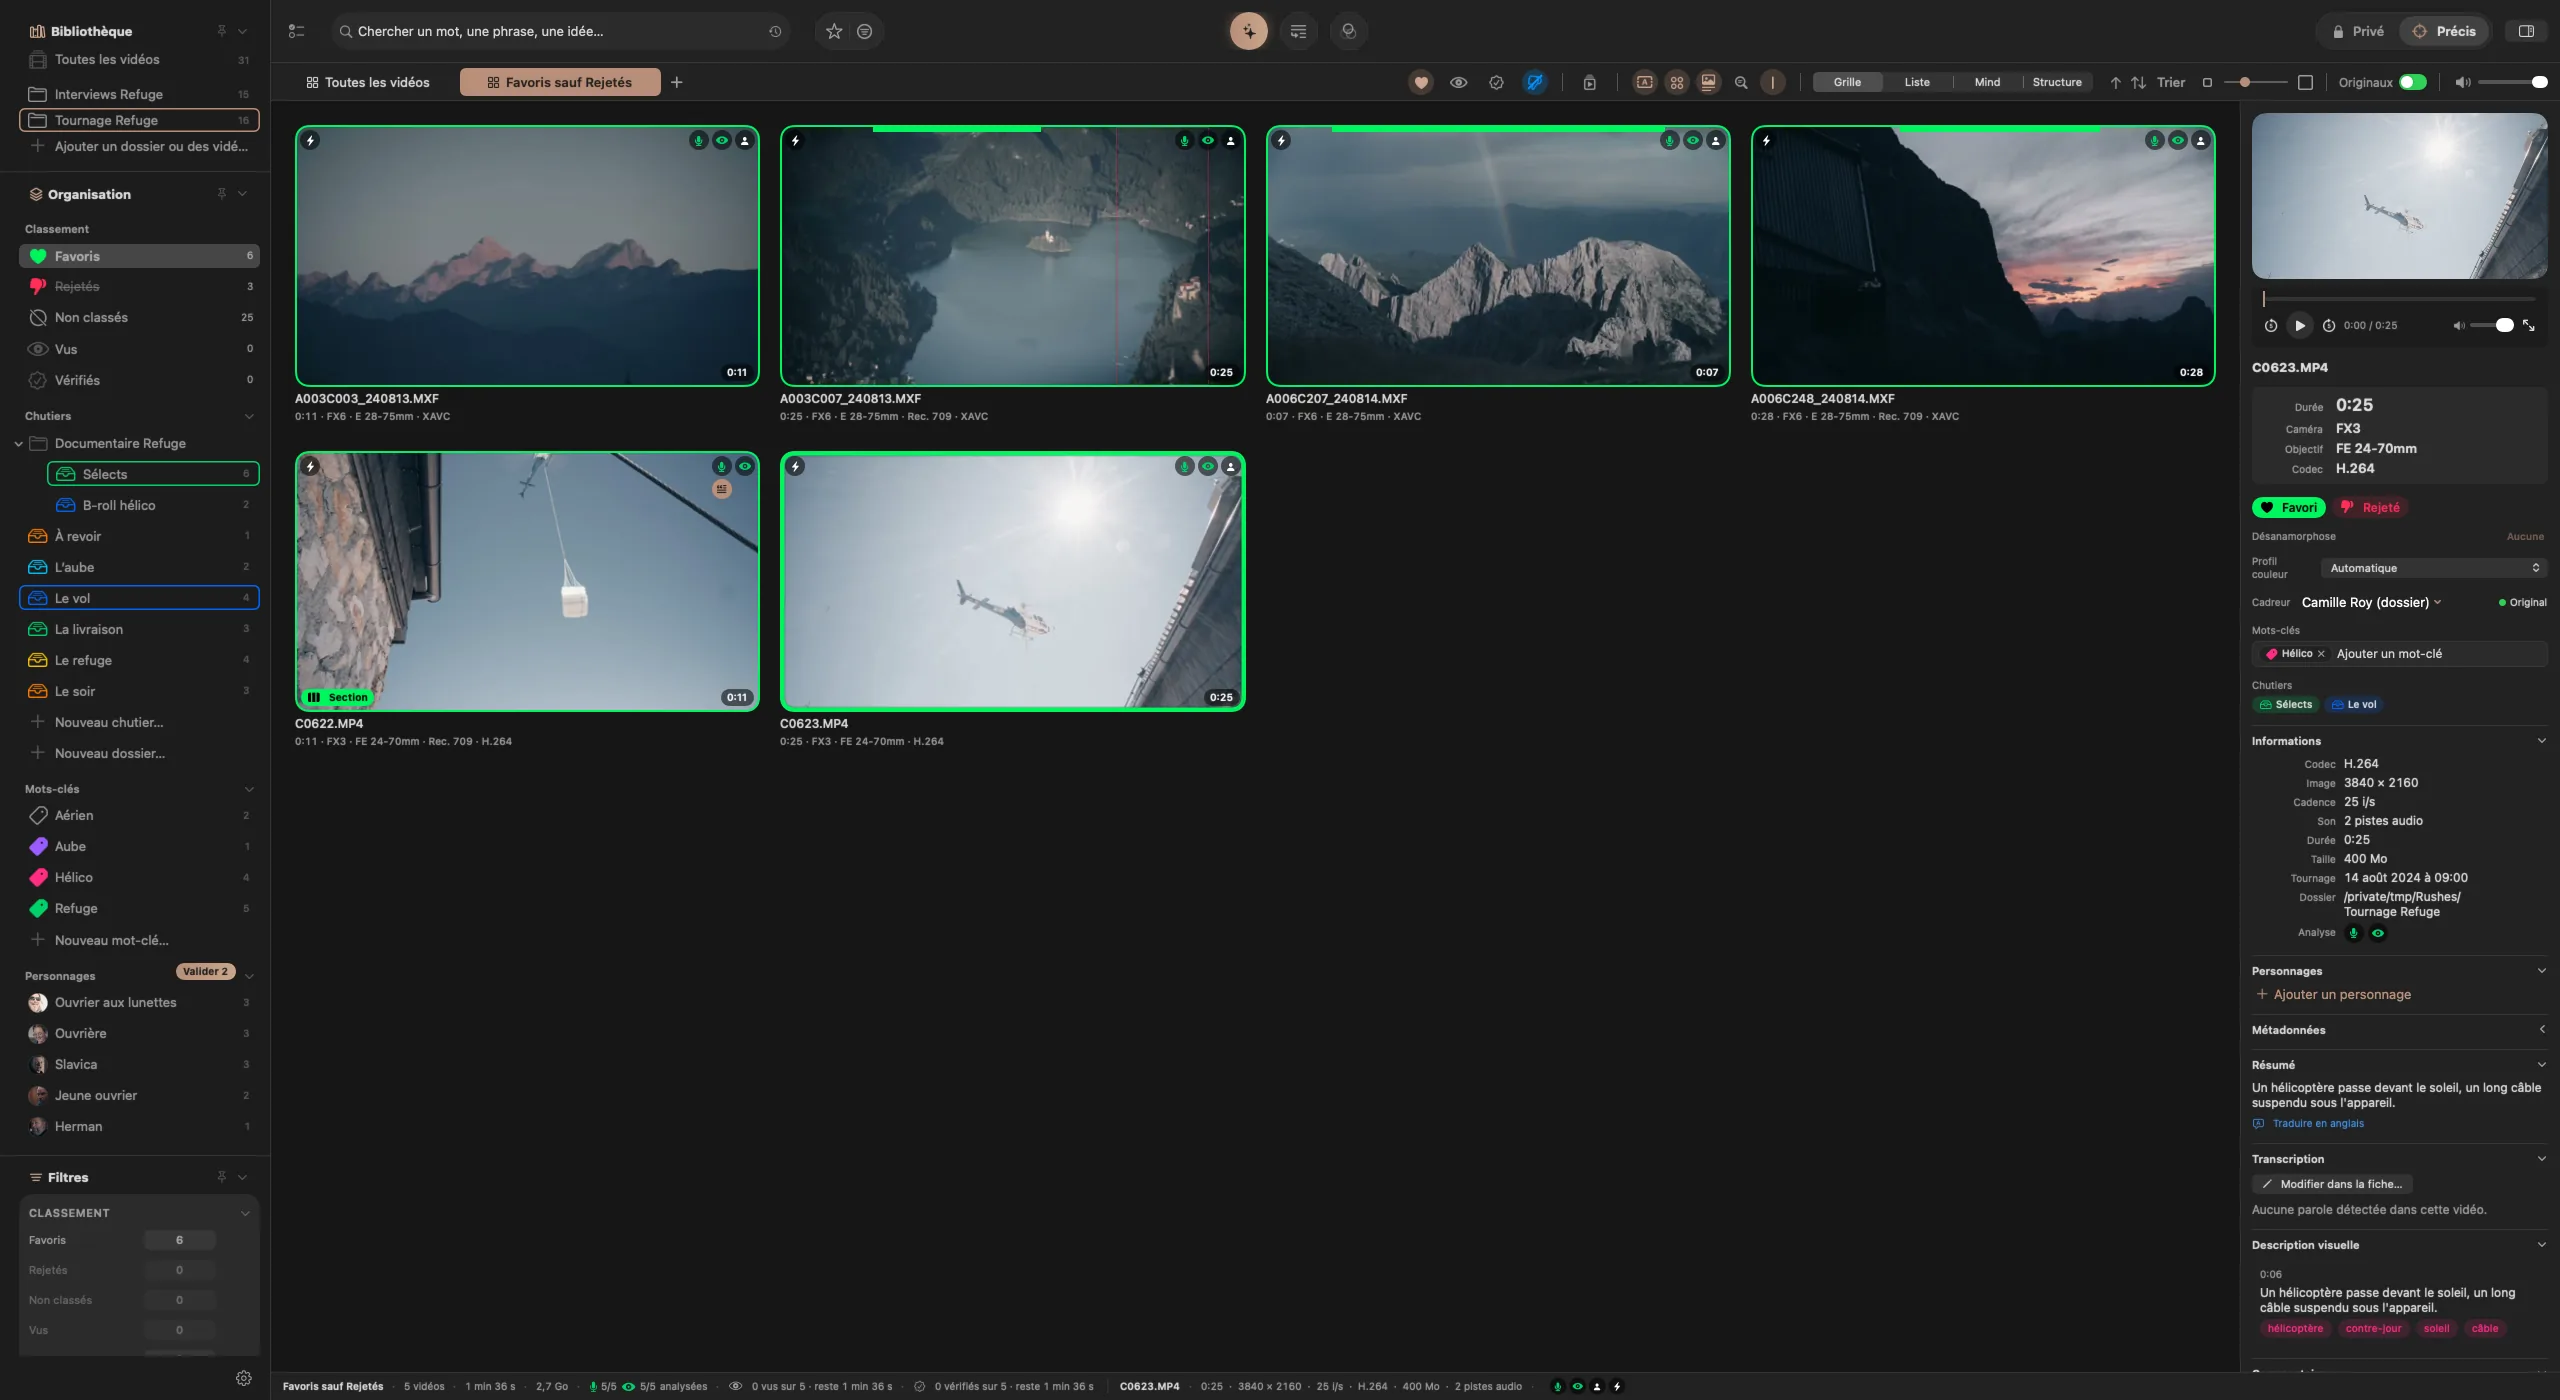 Bibliothèque
Toutes les vidéos 31
Interviews Refuge 15
Tournage Refuge 16
Ajouter un dossier ou des vidé...
Organisation
Classement
Favoris 6
Rejetés 3
Non classés 25
Vus 0
Vérifiés 0
Chutiers
Documentaire Refuge
Sélects 6
B-roll hélico 2
À revoir 1
L'aube 2
Le vol 4
La livraison 3
Le refuge 4
Le soir 3
Nouveau chutier...
Nouveau dossier...
Mots-clés
Aérien 2
Aube 1
Hélico 4
Refuge 5
Nouveau mot-clé...
Personnages Valider 2
Ouvrier aux lunettes 3
Ouvrière 3
Slavica 3
Jeune ouvrier 2
Herman 1
Filtres
CLASSEMENT
Favoris 6
Rejetés 0
Non classés 0
Vus 0
Chercher un mot, une phrase, une idée...
Privé Précis
Toutes les vidéos Favoris sauf Rejetés
Grille Liste Mind Structure Trier Originaux
0:11 0:25 0:07 0:28
A003C003_240813.MXF
0:11 · FX6 · E 28-75mm · XAVC
A003C007_240813.MXF
0:25 · FX6 · E 28-75mm · Rec. 709 · XAVC
A006C207_240814.MXF
0:07 · FX6 · E 28-75mm · XAVC
A006C248_240814.MXF
0:28 · FX6 · E 28-75mm · Rec. 709 · XAVC
Section 0:11 0:25
C0622.MP4
0:11 · FX3 · FE 24-70mm · Rec. 709 · H.264
C0623.MP4
0:25 · FX3 · FE 24-70mm · H.264
0:00 / 0:25
C0623.MP4
Durée 0:25
Caméra FX3
Objectif FE 24-70mm
Codec H.264
Favori Rejeté
Désanamorphose Aucune
Profil couleur Automatique
Cadreur Camille Roy (dossier) Original
Mots-clés
Hélico Ajouter un mot-clé
Chutiers
Sélects Le vol
Informations
Codec H.264
Image 3840 × 2160
Cadence 25 i/s
Son 2 pistes audio
Durée 0:25
Taille 400 Mo
Tournage 14 août 2024 à 09:00
Dossier /private/tmp/Rushes/
Tournage Refuge
Analyse
Personnages
Ajouter un personnage
Métadonnées
Résumé
Un hélicoptère passe devant le soleil, un long câble
suspendu sous l'appareil.
Traduire en anglais
Transcription
Modifier dans la fiche...
Aucune parole détectée dans cette vidéo.
Description visuelle
0:06
Un hélicoptère passe devant le soleil, un long
câble suspendu sous l'appareil.
hélicoptère contre-jour soleil câble
Favoris sauf Rejetés · 5 vidéos · 1 min 36 s · 2,7 Go · 5/5 5/5 analysées · 0 vus sur 5 · reste 1 min 36 s · 0 vérifiés sur 5 · reste 1 min 36 s C0623.MP4 · 0:25 · 3840 × 2160 · 25 i/s · H.264 · 400 Mo · 2 pistes audio